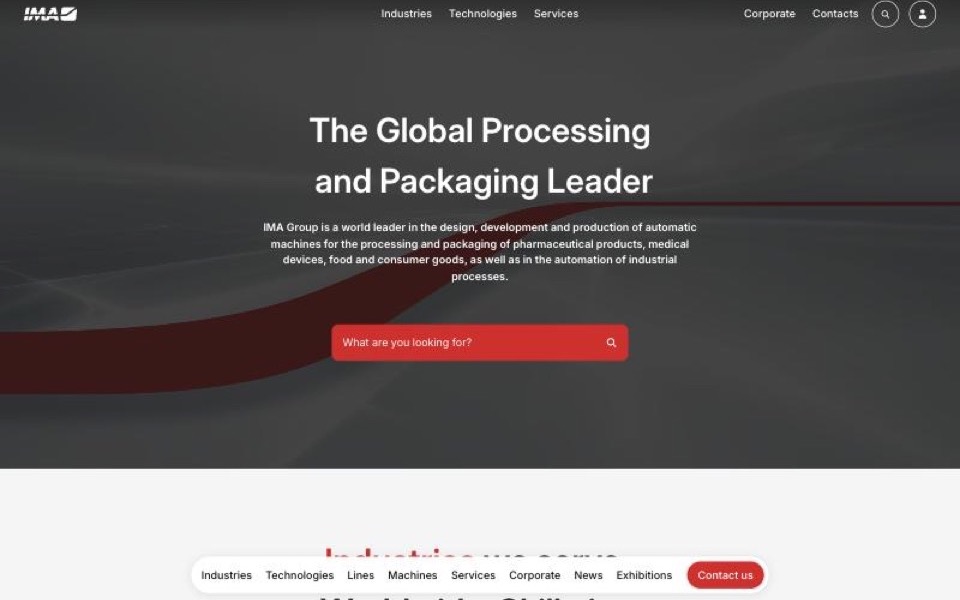 IMA
Industries Technologies Services
Corporate Contacts
The Global Processing
and Packaging Leader
IMA Group is a world leader in the design, development and production of automatic
machines for the processing and packaging of pharmaceutical products, medical
devices, food and consumer goods, as well as in the automation of industrial
processes.
What are you looking for?
Industries we serve
Industries Technologies Lines Machines Services Corporate News Exhibitions Contact us